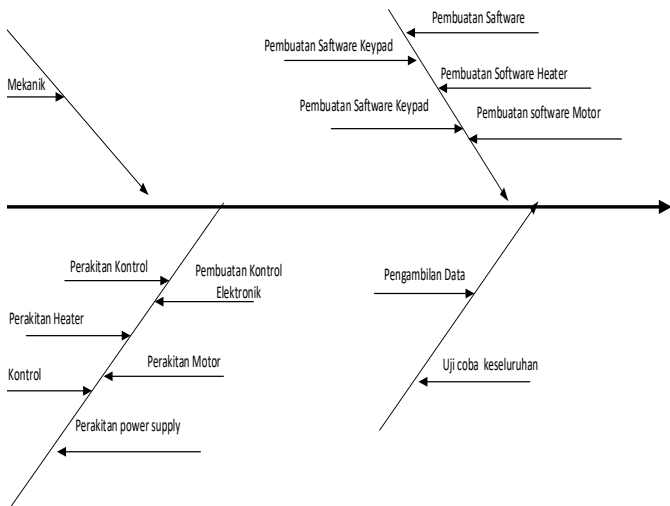 Pembuatan Saftware
Pembuatan Saftware Keypad
Pembuatan Software Heater
Mekanik
Pembuatan Saftware Keypad
Pembuatan software Motor
Perakitan Kontrol
Pembuatan Kontrol
Elektronik
Pengambilan Data
Perakitan Heater
Perakitan Motor
Uji coba keseluruhan
Kontrol
Perakitan power supply